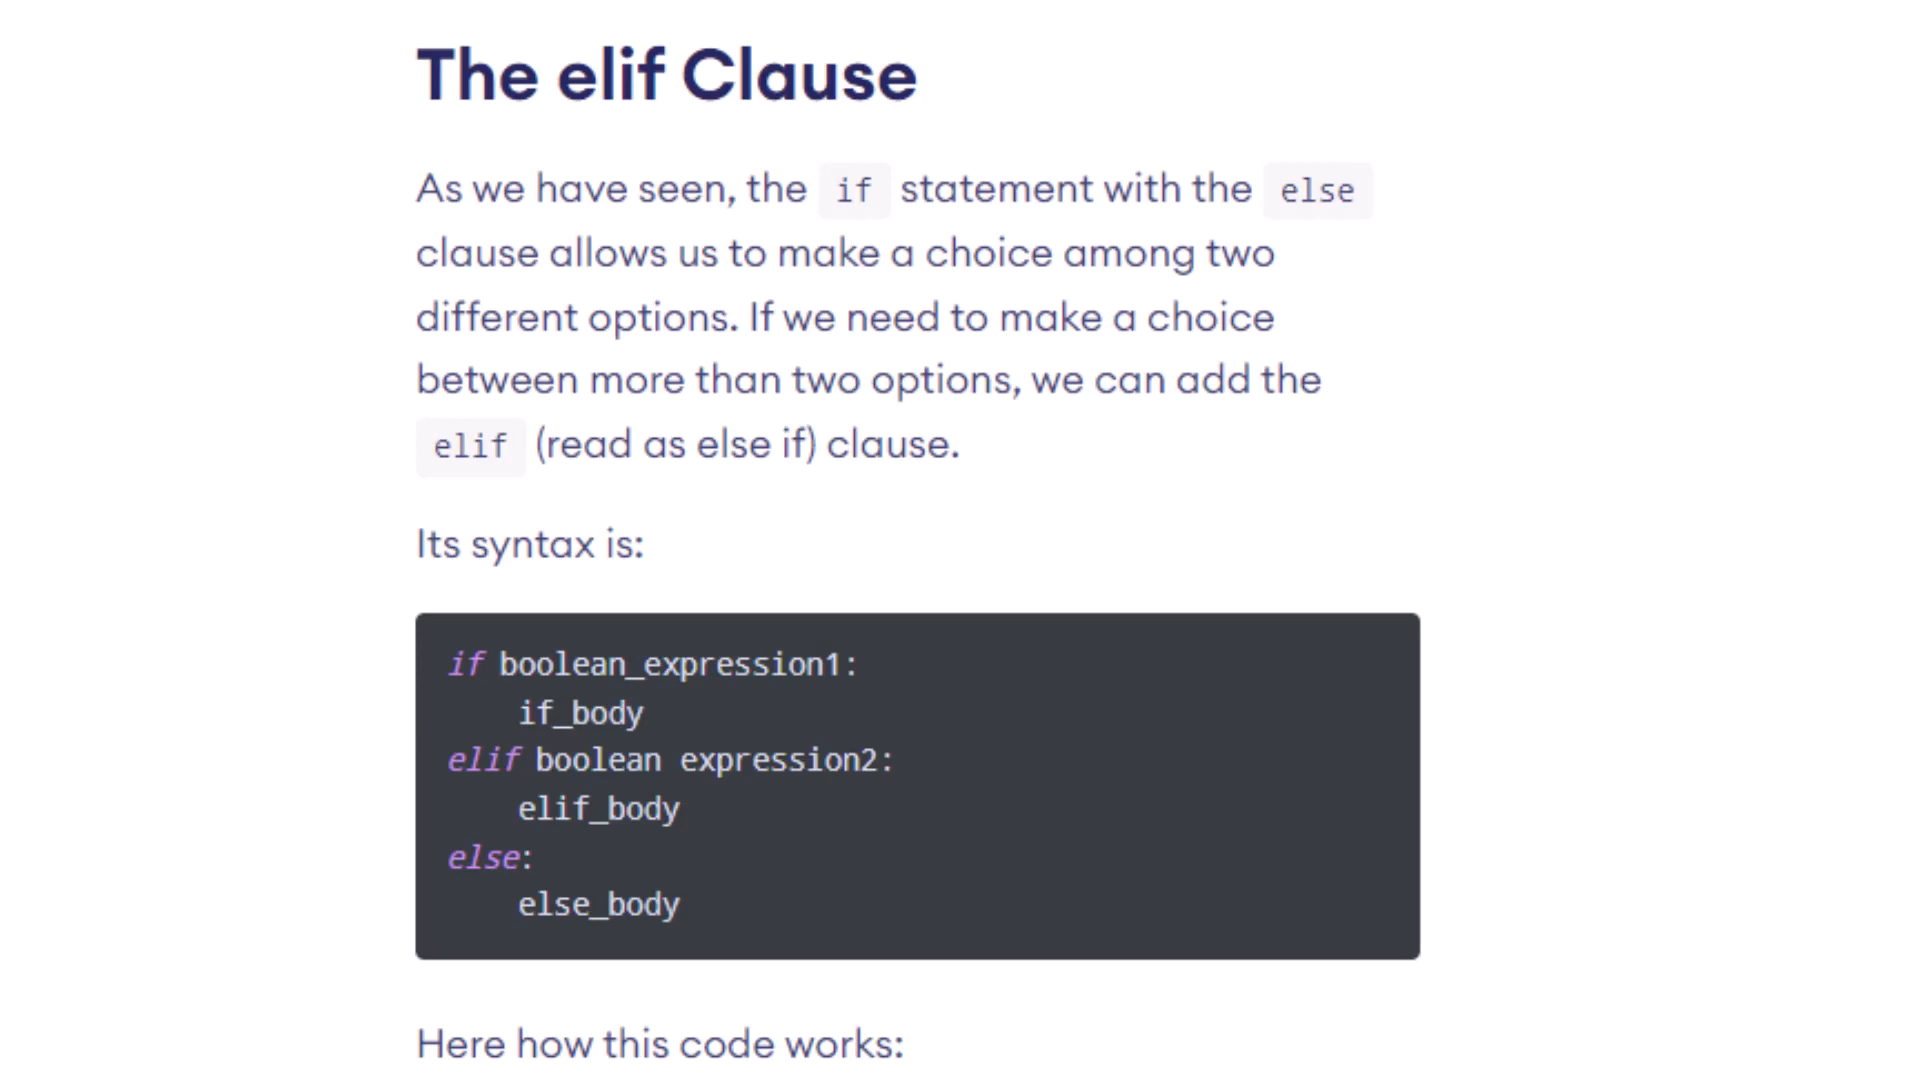 The elif Clause
As we have seen, the if statement with the else
clause allows us to make a choice among two
different options. If we need to make a choice
between more than two options, we can add the
elif (read as else if) clause.
Its syntax is:
if boolean_expression1:
    if_body
elif boolean expression2:
    elif_body
else:
    else_body
Here how this code works: